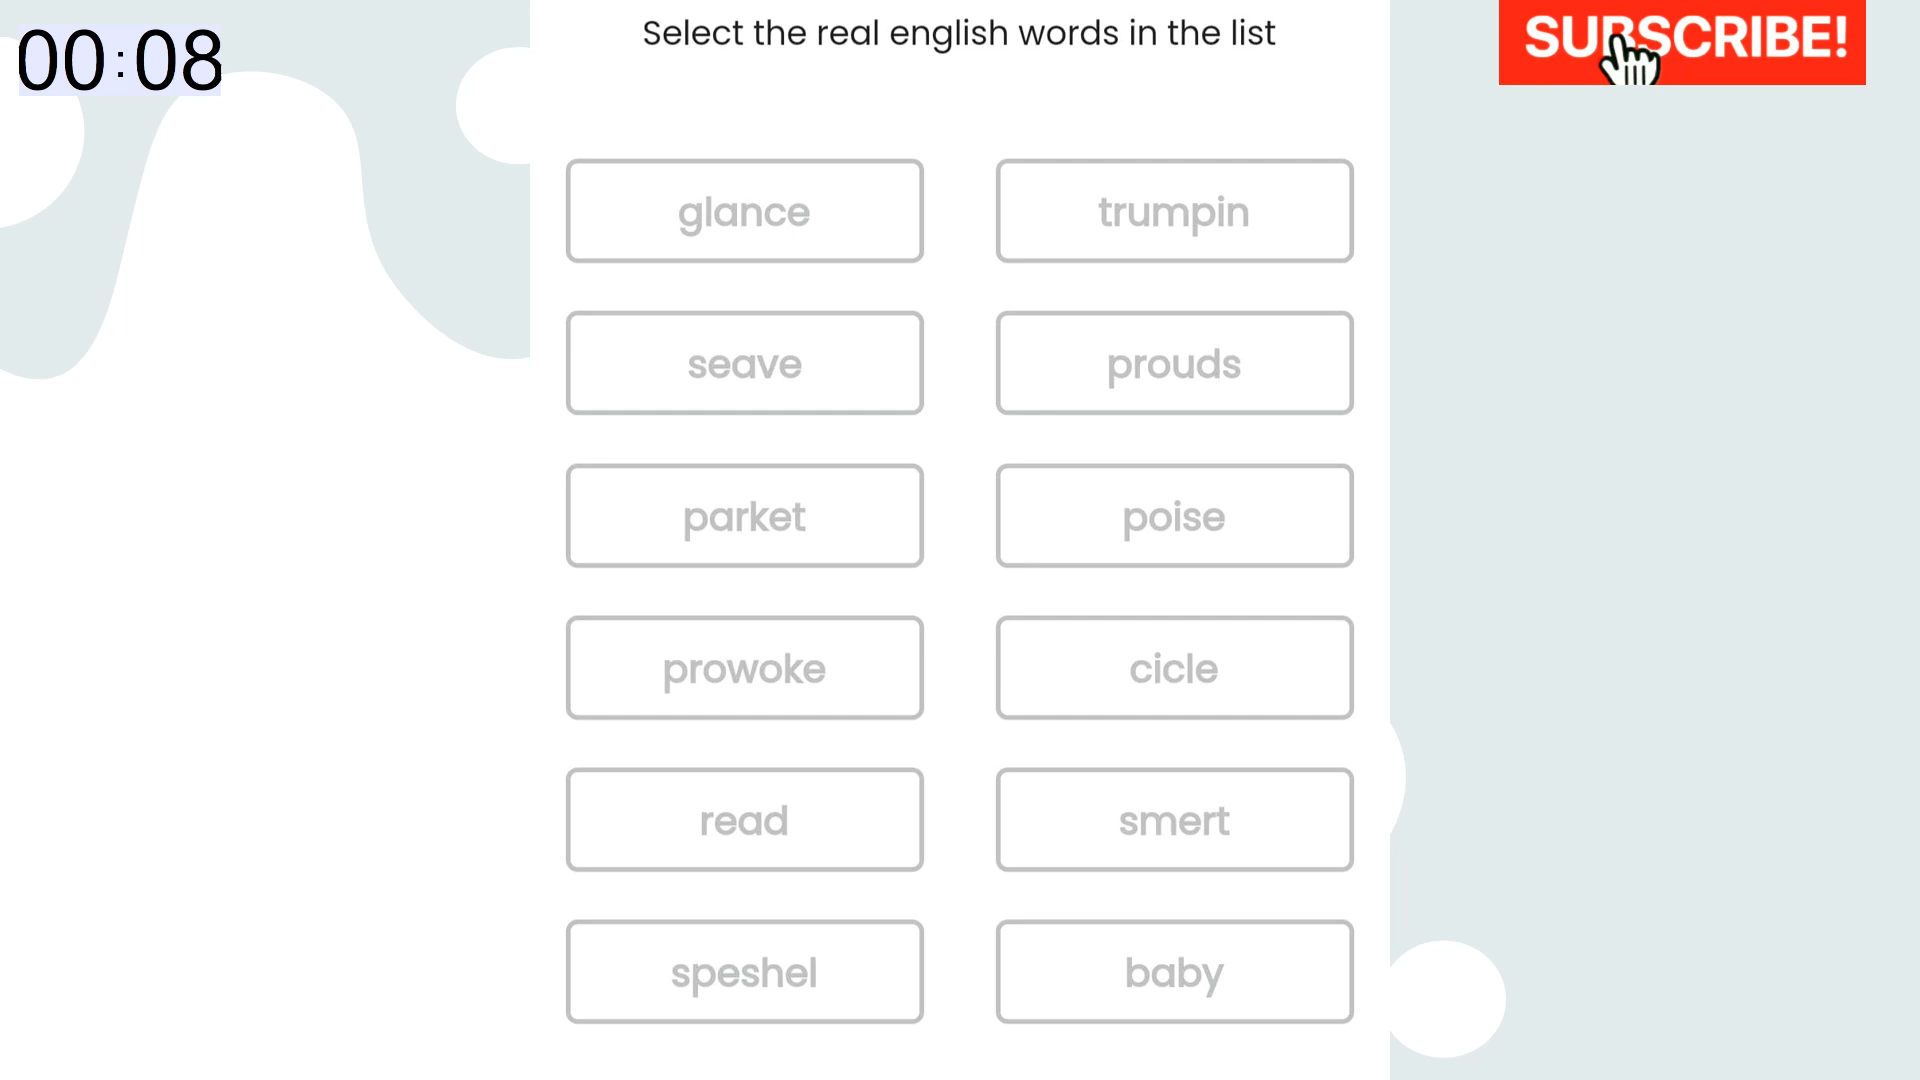 00:08
Select the real english words in the list
SUBSCRIBE!
glance
trumpin
seave
prouds
parket
poise
prowoke
cicle
read
smert
speshel
baby